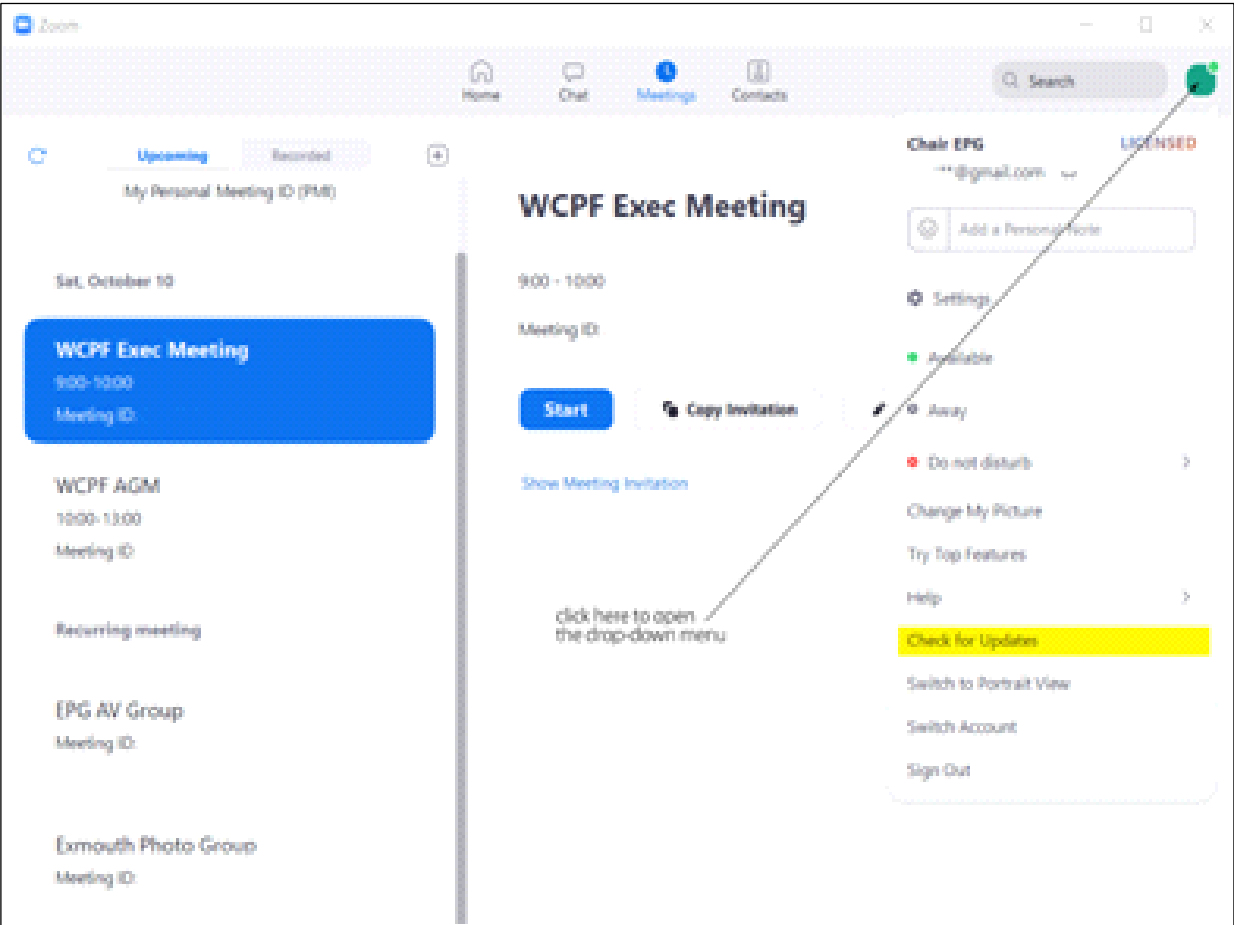 Zoom
Home
Chat
Meetings
Contacts
Search
Upcoming
Recorded
My Personal Meeting ID (PMI)
Sat, October 10
WCPF Exec Meeting
9:00-10:00
Meeting ID:
WCPF AGM
10:00-13:00
Meeting ID:
Recurring meeting
EPG AV Group
Meeting ID:
Exmouth Photo Group
Meeting ID:
WCPF Exec Meeting
9:00 - 10:00
Meeting ID:
Start
Copy Invitation
Show Meeting Invitation
click here to open
the drop-down menu
Chair EPG
LICENSED
***@gmail.com
Add a Personal Note
Settings
Available
Away
Do not disturb
Change My Picture
Try Top Features
Help
Check for Updates
Switch to Portrait View
Switch Account
Sign Out